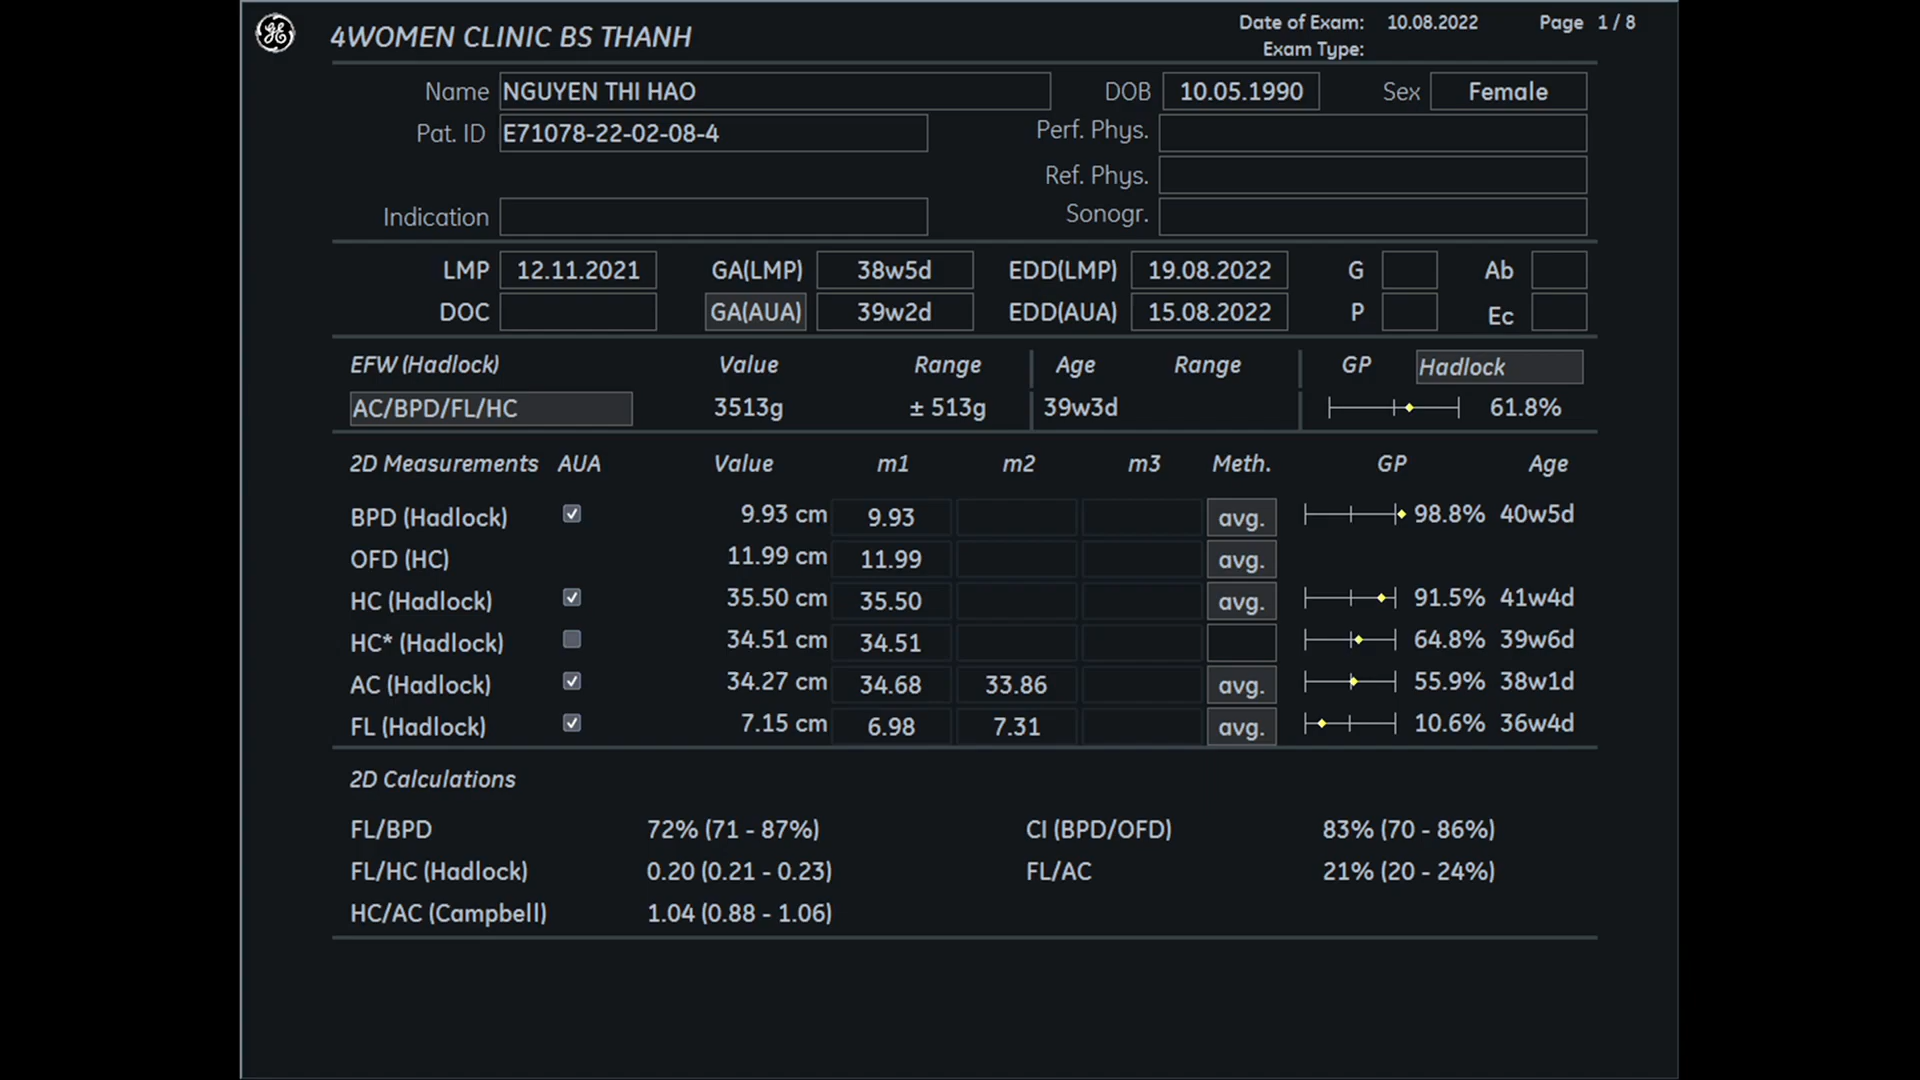 4WOMEN CLINIC BS THANH
Date of Exam: 10.08.2022 Page 1 / 8
Exam Type:
Name NGUYEN THI HAO DOB 10.05.1990 Sex Female
Pat. ID E71078-22-02-08-4 Perf. Phys.
Ref. Phys.
Indication Sonogr.
LMP 12.11.2021 GA(LMP) 38w5d EDD(LMP) 19.08.2022 G Ab
DOC GA(AUA) 39w2d EDD(AUA) 15.08.2022 P Ec
EFW (Hadlock) Value Range Age Range GP Hadlock
AC/BPD/FL/HC 3513g ± 513g 39w3d 61.8%
2D Measurements AUA Value m1 m2 m3 Meth. GP Age
BPD (Hadlock) 9.93 cm 9.93 avg. 98.8% 40w5d
OFD (HC) 11.99 cm 11.99 avg.
HC (Hadlock) 35.50 cm 35.50 avg. 91.5% 41w4d
HC* (Hadlock) 34.51 cm 34.51 64.8% 39w6d
AC (Hadlock) 34.27 cm 34.68 33.86 avg. 55.9% 38w1d
FL (Hadlock) 7.15 cm 6.98 7.31 avg. 10.6% 36w4d
2D Calculations
FL/BPD 72% (71 - 87%) CI (BPD/OFD) 83% (70 - 86%)
FL/HC (Hadlock) 0.20 (0.21 - 0.23) FL/AC 21% (20 - 24%)
HC/AC (Campbell) 1.04 (0.88 - 1.06)